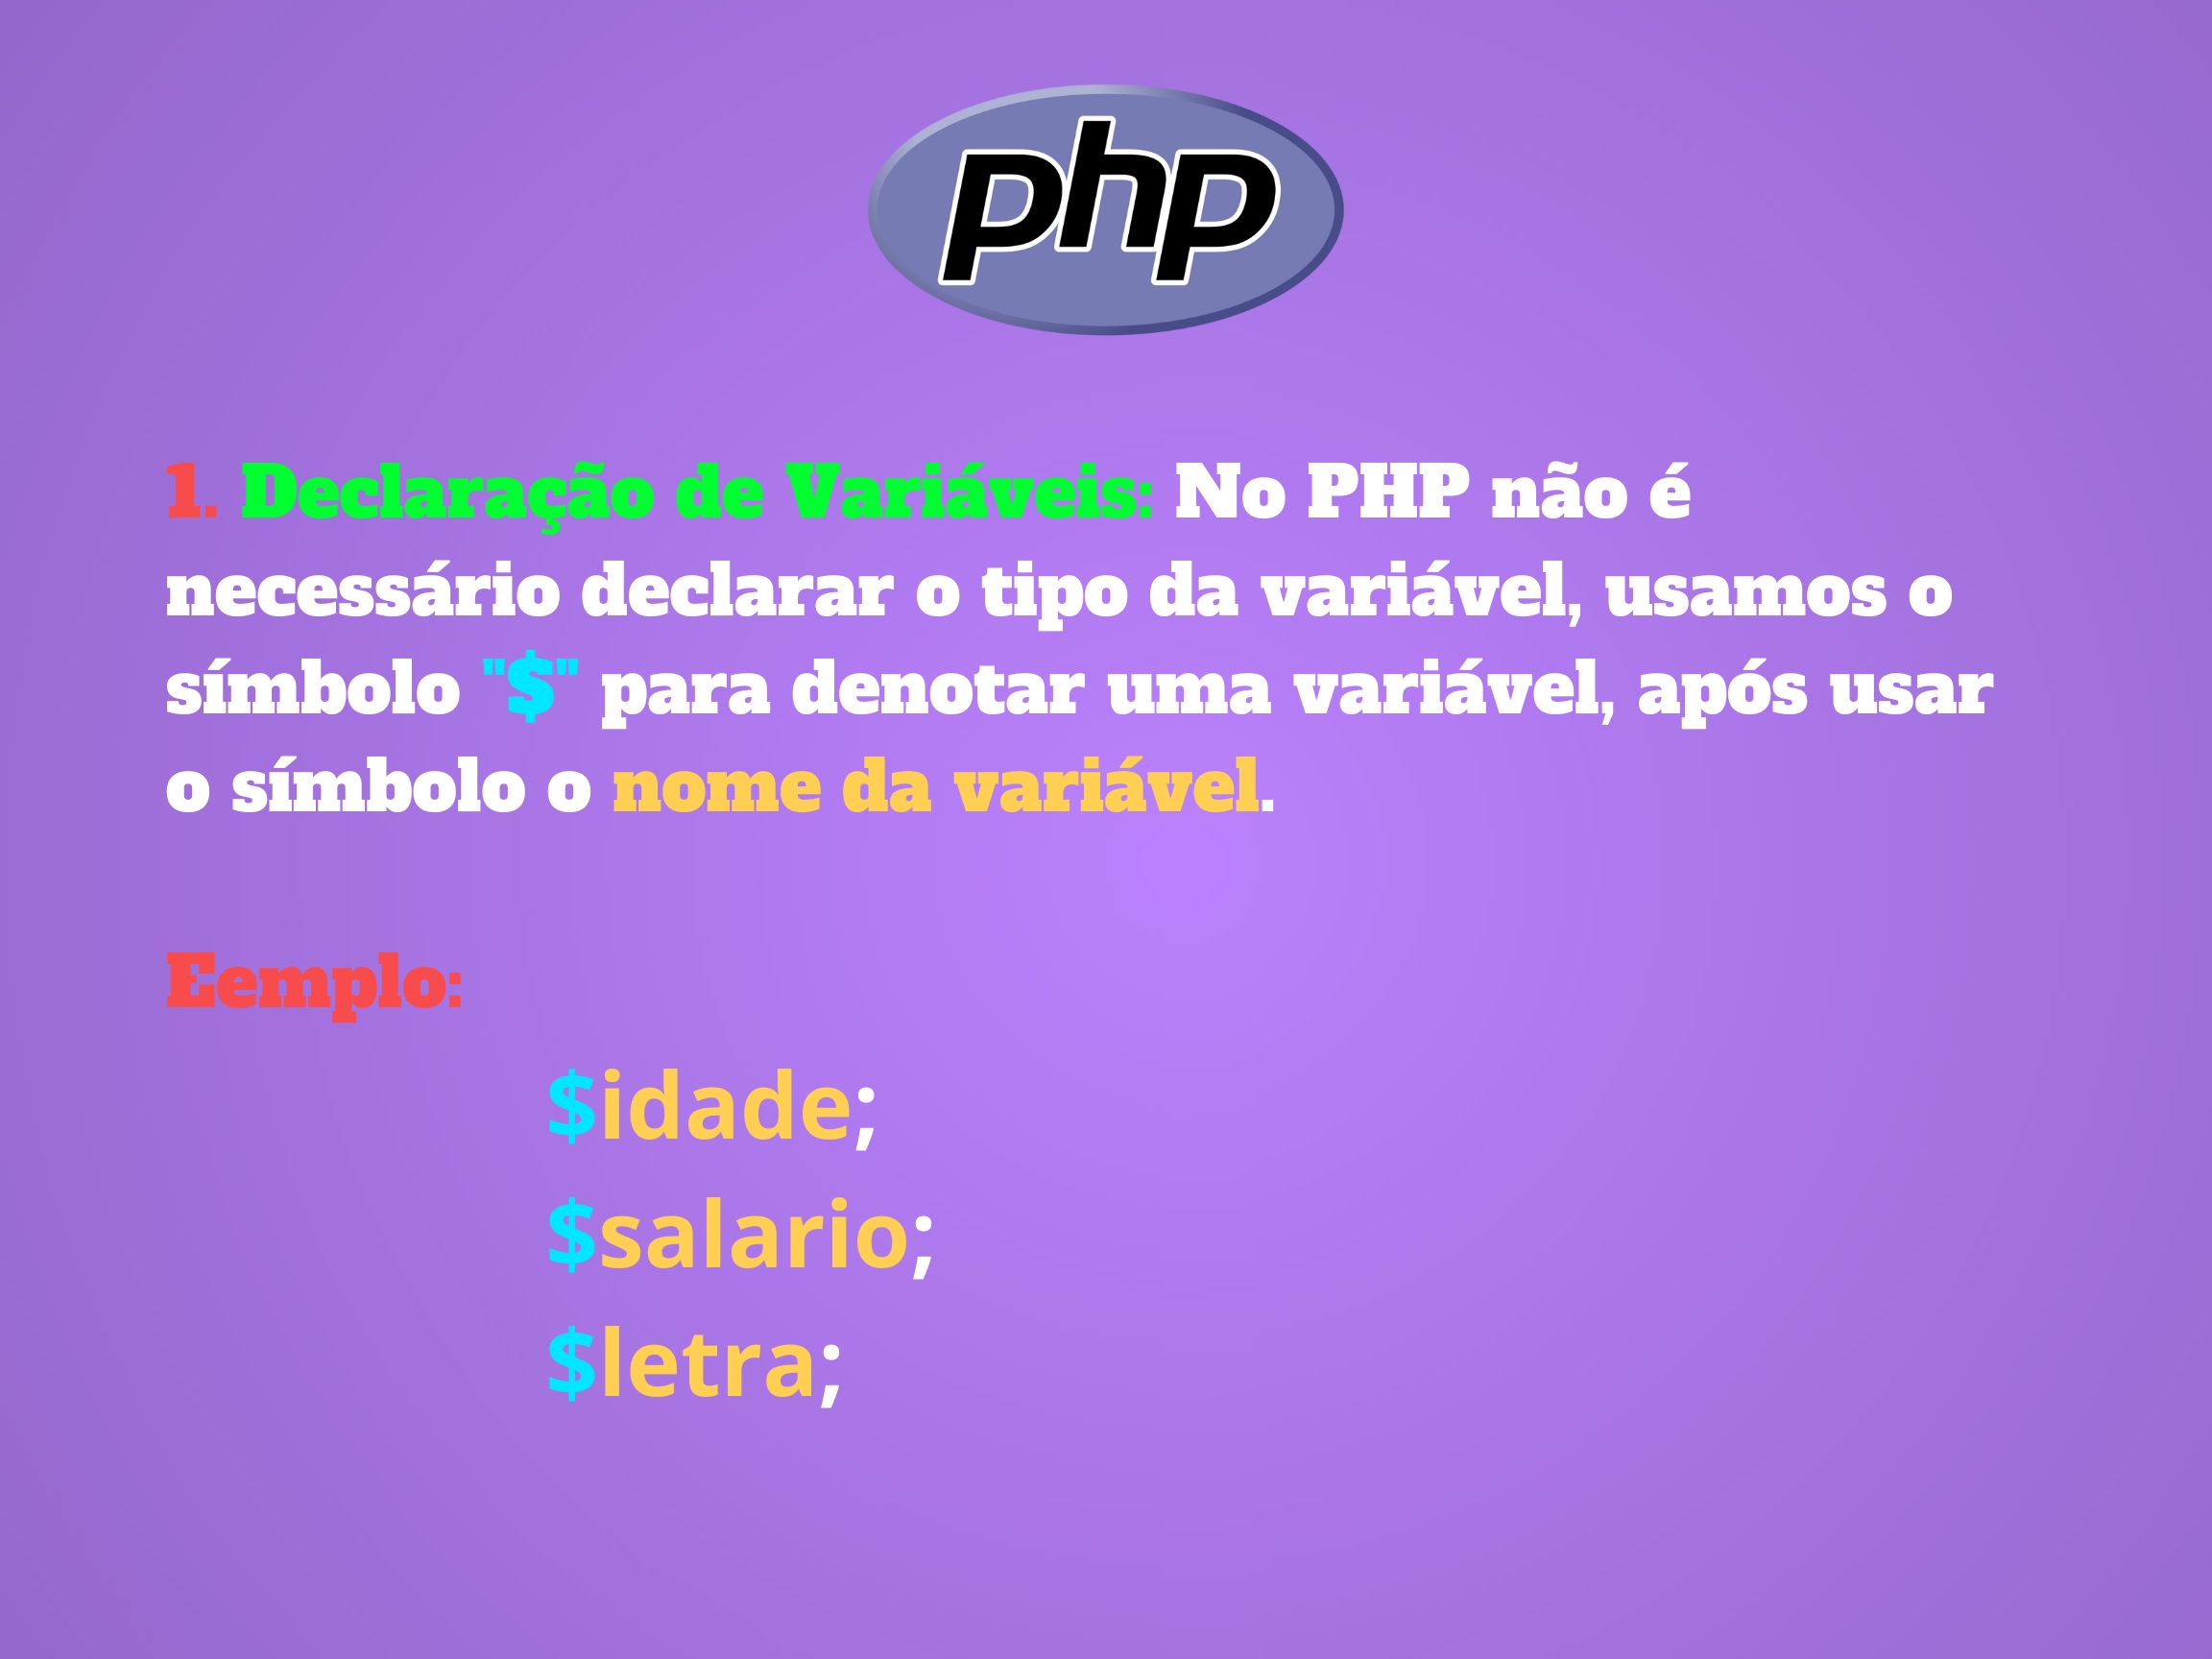 php
1. Declaração de Variáveis: No PHP não é
necessário declarar o tipo da variável, usamos o
símbolo "$" para denotar uma variável, após usar
o símbolo o nome da variável.
Eemplo:
$idade;
$salario;
$letra;